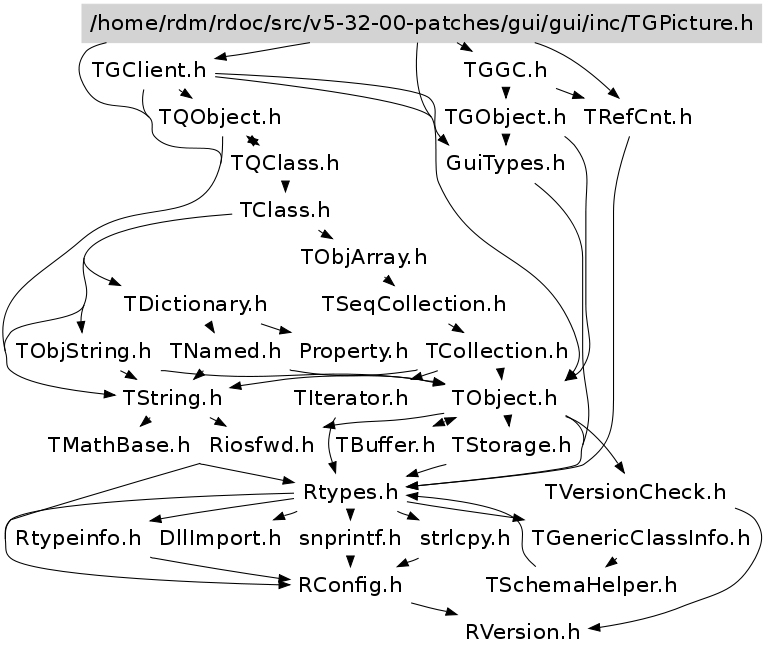 /home/rdm/rdoc/src/v5-32-00-patches/gui/gui/inc/TGPicture.h
TGClient.h TGGC.h
TQObject.h TGObject.h TRefCnt.h
TQClass.h GuiTypes.h
TClass.h
TObjArray.h
TDictionary.h TSeqCollection.h
TObjString.h TNamed.h Property.h TCollection.h
TString.h TIterator.h TObject.h
TMathBase.h Riosfwd.h TBuffer.h TStorage.h
Rtypes.h TVersionCheck.h
Rtypeinfo.h DllImport.h snprintf.h strlcpy.h TGenericClassInfo.h
RConfig.h TSchemaHelper.h
RVersion.h